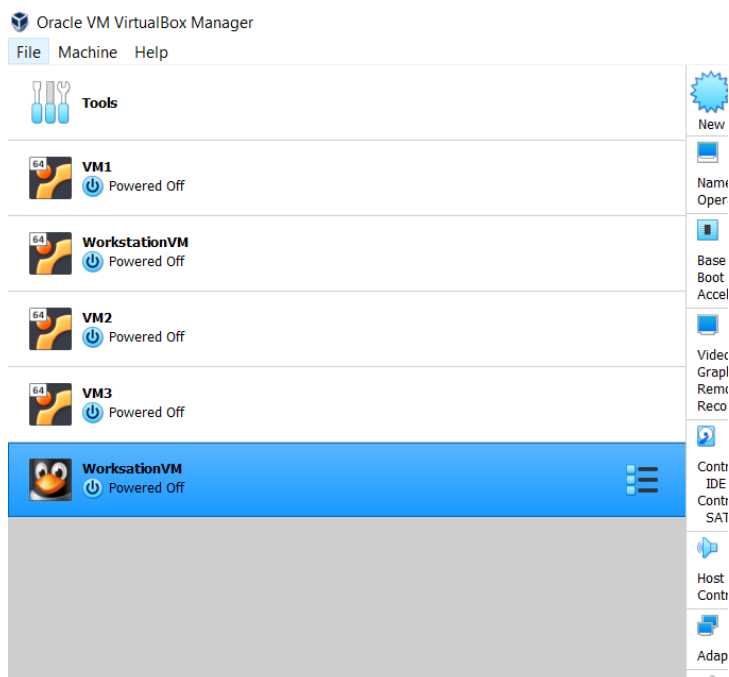 Oracle VM VirtualBox Manager
File Machine Help
Tools
64
VM1
Powered Off
64
WorkstationVM
Powered Off
64
VM2
Powered Off
64
VM3
Powered Off
WorksationVM
Powered Off
New
Name
Oper
Base
Boot
Accel
Video
Grap
Remo
Reco
Contr
IDE
Contr
SAT
Host
Contr
Adap